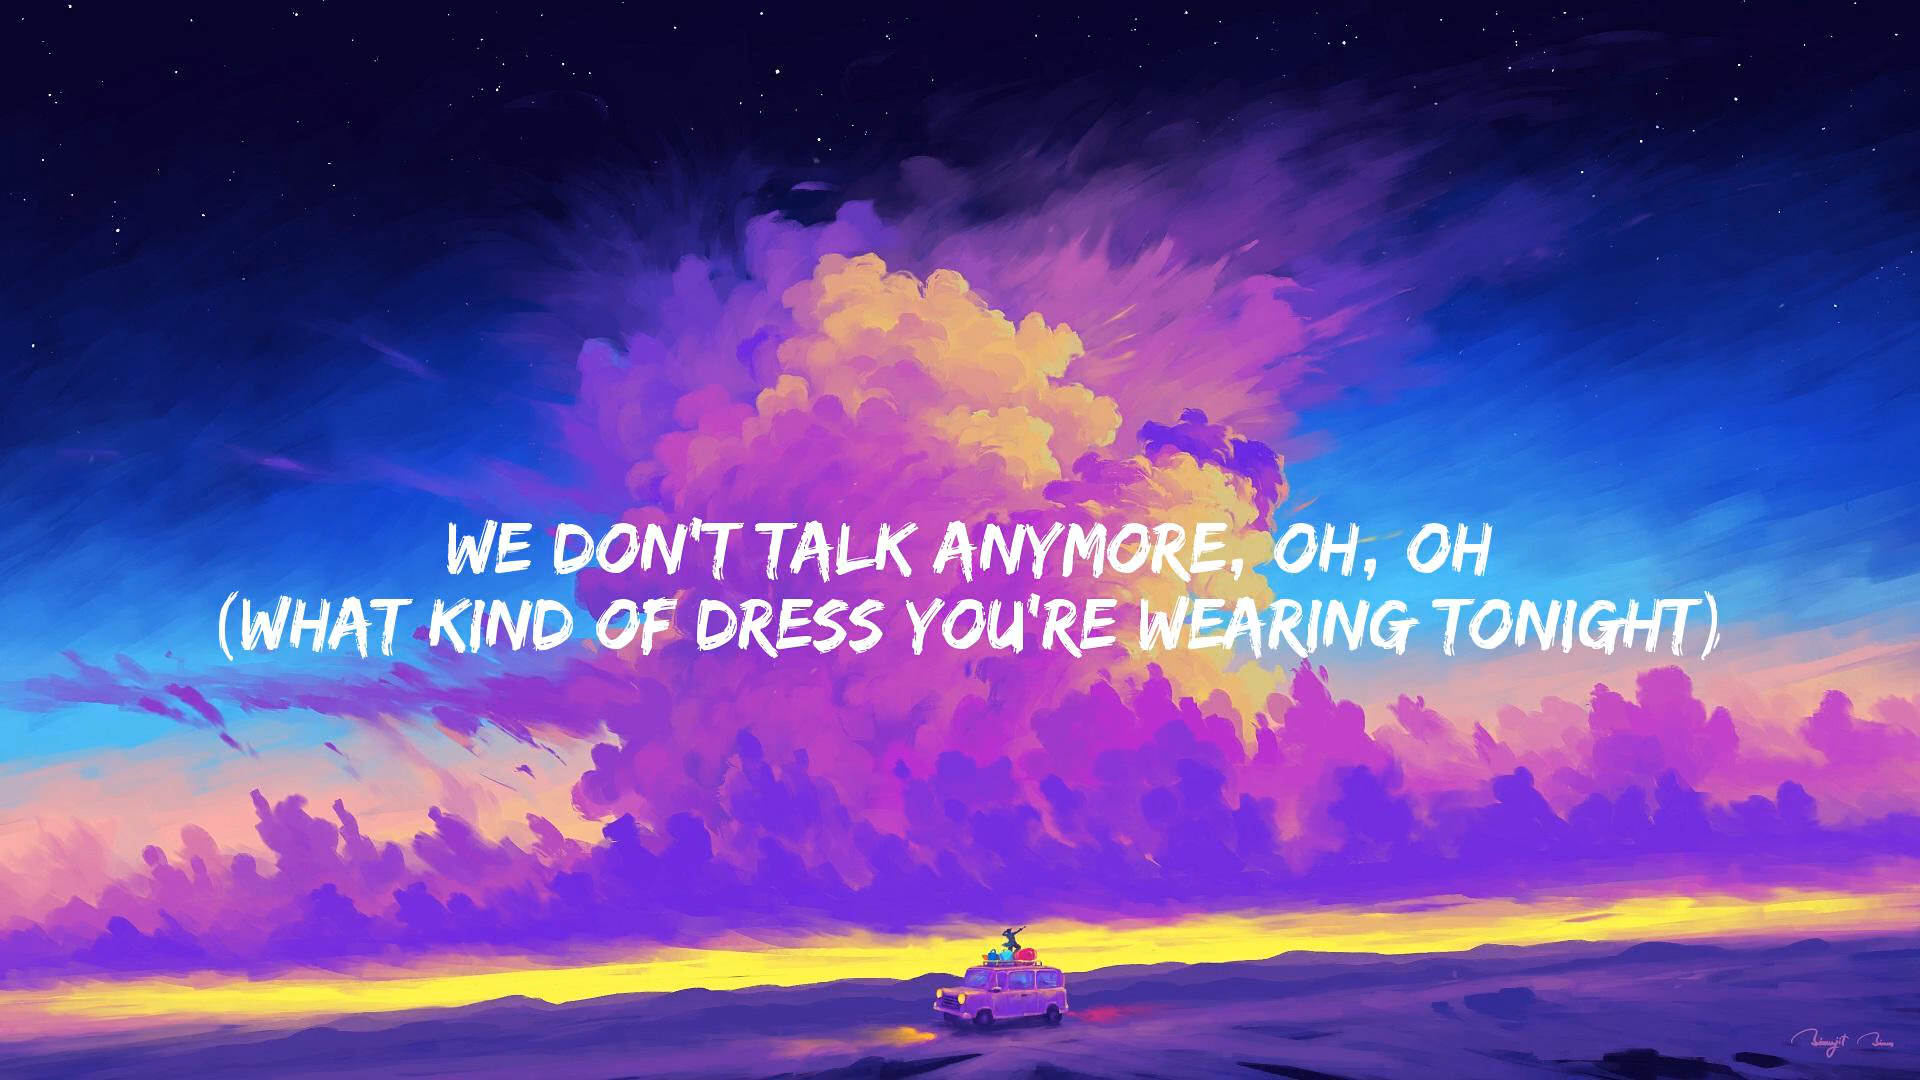 WE DON'T TALK ANYMORE, OH, OH
(WHAT KIND OF DRESS YOU'RE WEARING TONIGHT)